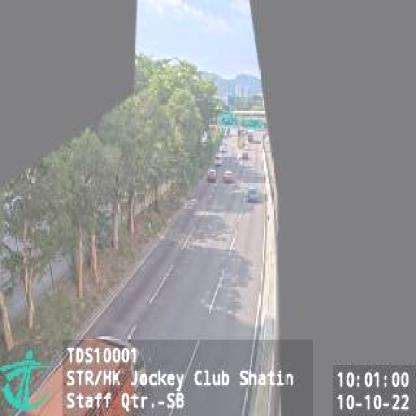 TDS10001
STR/HK Jockey Club Shatin
Staff Qtr.-SB
10:01:00
10-10-22